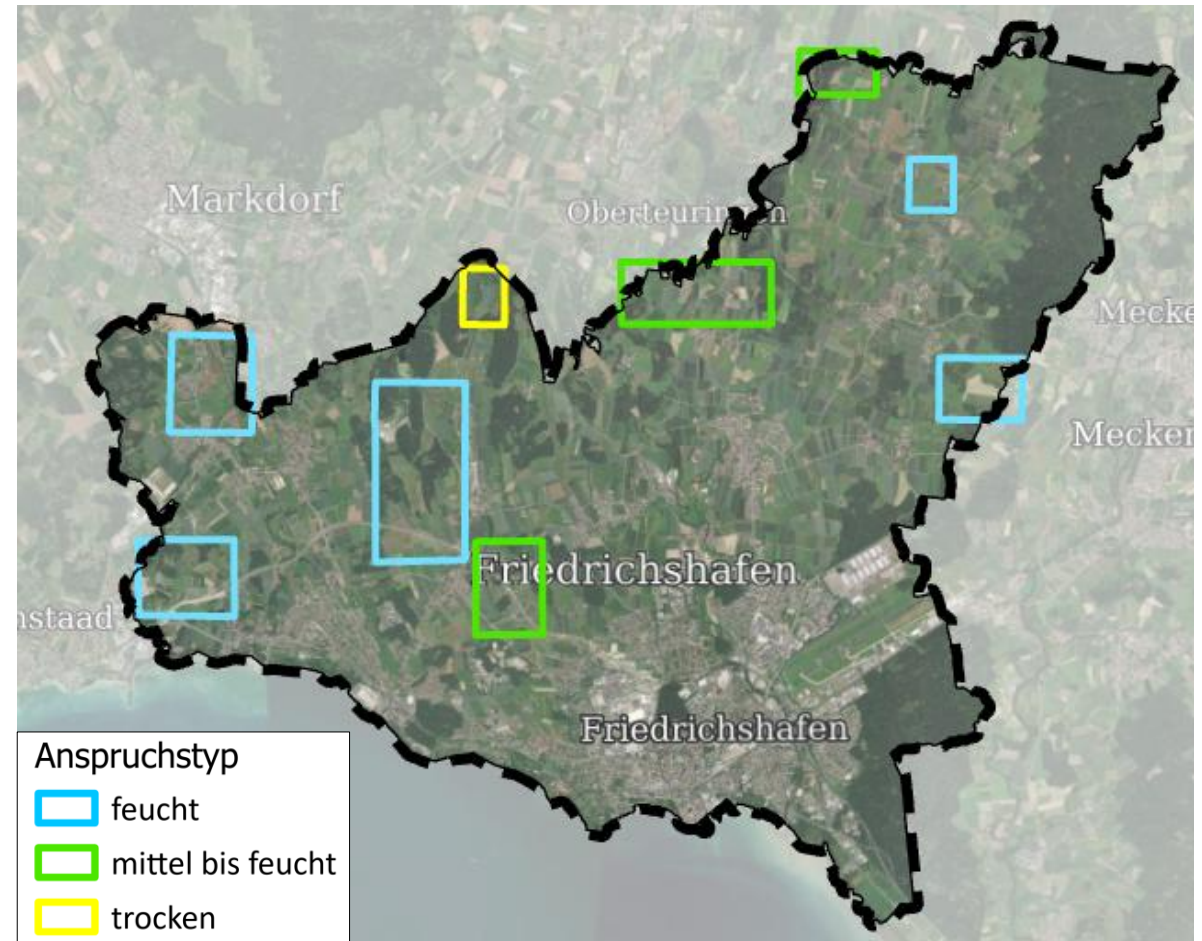 Markdorf
Oberteuringen
Mecke
Mecken
Friedrichshafen
nstaad
Friedrichshafen
Anspruchstyp
feucht
mittel bis feucht
trocken